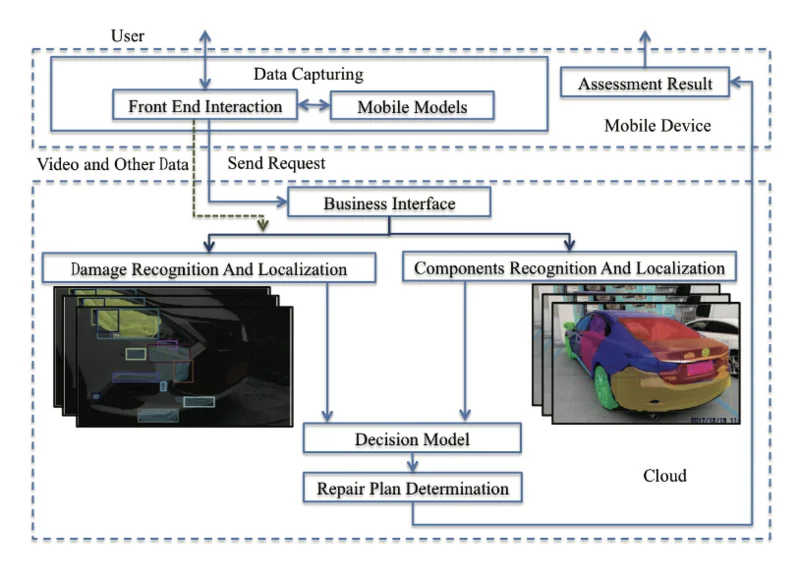 User
Data Capturing
Front End Interaction
Mobile Models
Assessment Result
Mobile Device
Video and Other Data
Send Request
Business Interface
Damage Recognition And Localization
Components Recognition And Localization
Decision Model
Repair Plan Determination
Cloud